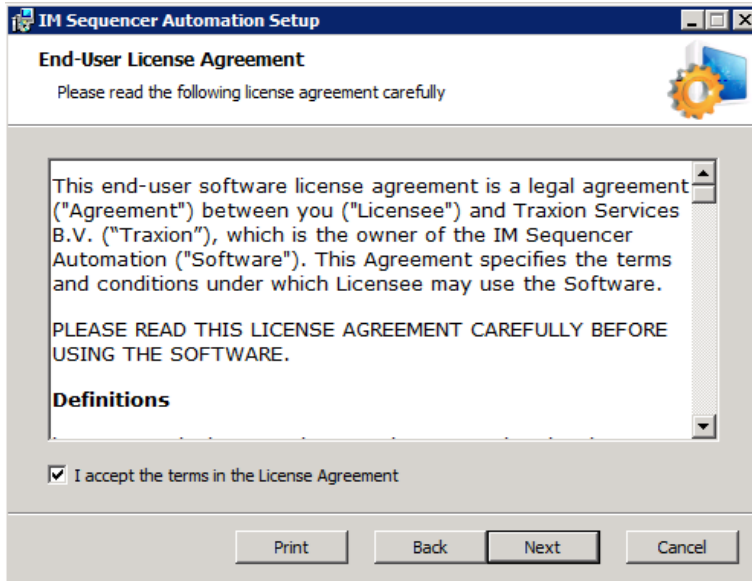 IM Sequencer Automation Setup
End-User License Agreement
Please read the following license agreement carefully
This end-user software license agreement is a legal agreement
("Agreement") between you ("Licensee") and Traxion Services
B.V. (“Traxion”), which is the owner of the IM Sequencer
Automation ("Software"). This Agreement specifies the terms
and conditions under which Licensee may use the Software.
PLEASE READ THIS LICENSE AGREEMENT CAREFULLY BEFORE
USING THE SOFTWARE.
Definitions
I accept the terms in the License Agreement
Print Back Next Cancel